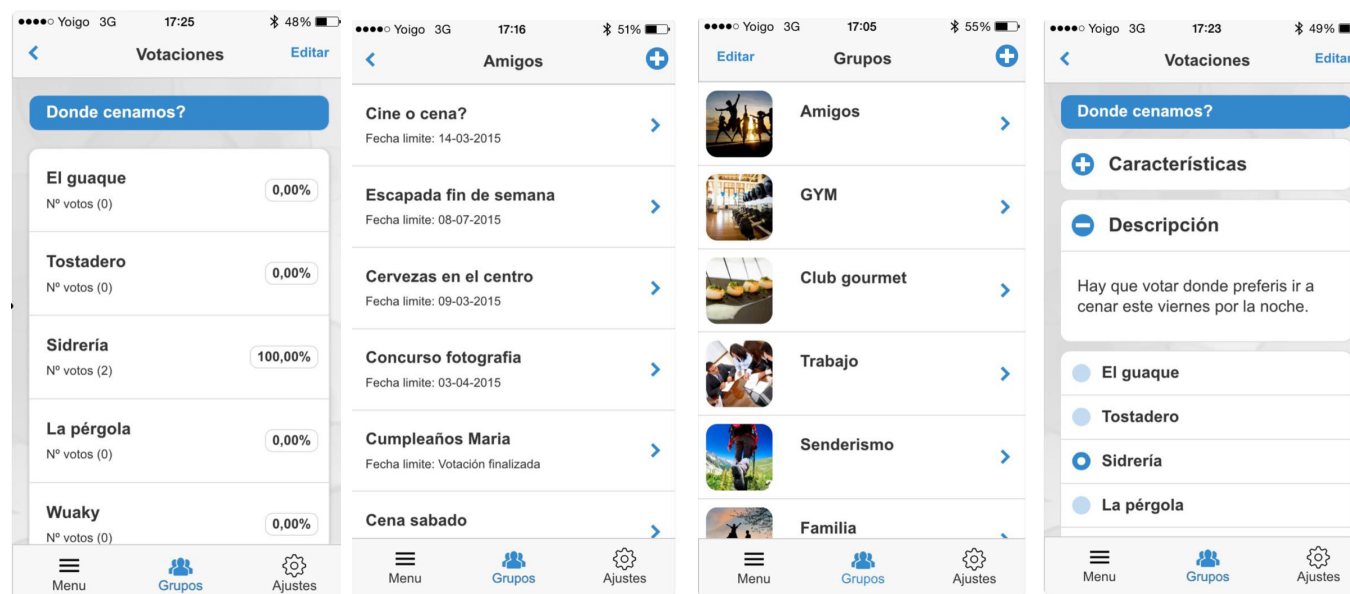 Yoigo 3G 17:25 48%
Votaciones Editar
Donde cenamos?
El guaque
Nº votos (0)
0,00%
Tostadero
Nº votos (0)
0,00%
Sidrería
Nº votos (2)
100,00%
La pérgola
Nº votos (0)
0,00%
Wuaky
Nº votos (0)
0,00%
Menu Grupos Ajustes
Yoigo 3G 17:16 51%
Amigos
Cine o cena?
Fecha limite: 14-03-2015
Escapada fin de semana
Fecha limite: 08-07-2015
Cervezas en el centro
Fecha limite: 09-03-2015
Concurso fotografia
Fecha limite: 03-04-2015
Cumpleaños Maria
Fecha limite: Votación finalizada
Cena sabado
Menu Grupos Ajustes
Yoigo 3G 17:05 55%
Editar Grupos
Amigos
GYM
Club gourmet
Trabajo
Senderismo
Familia
Menu Grupos Ajustes
Yoigo 3G 17:23 49%
Votaciones Editar
Donde cenamos?
Características
Descripción
Hay que votar donde preferis ir a
cenar este viernes por la noche.
El guaque
Tostadero
Sidrería
La pérgola
Menu Grupos Ajustes